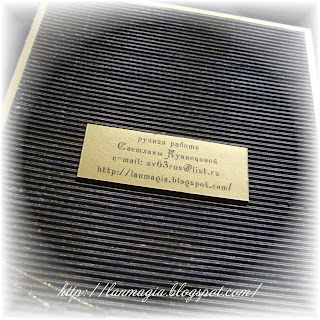 ручная работа
Светланы Кузнецовой
e-mail: sv63rus@list.ru
http://lanmagia.blogspot.com/
http://lanmagia.blogspot.com/